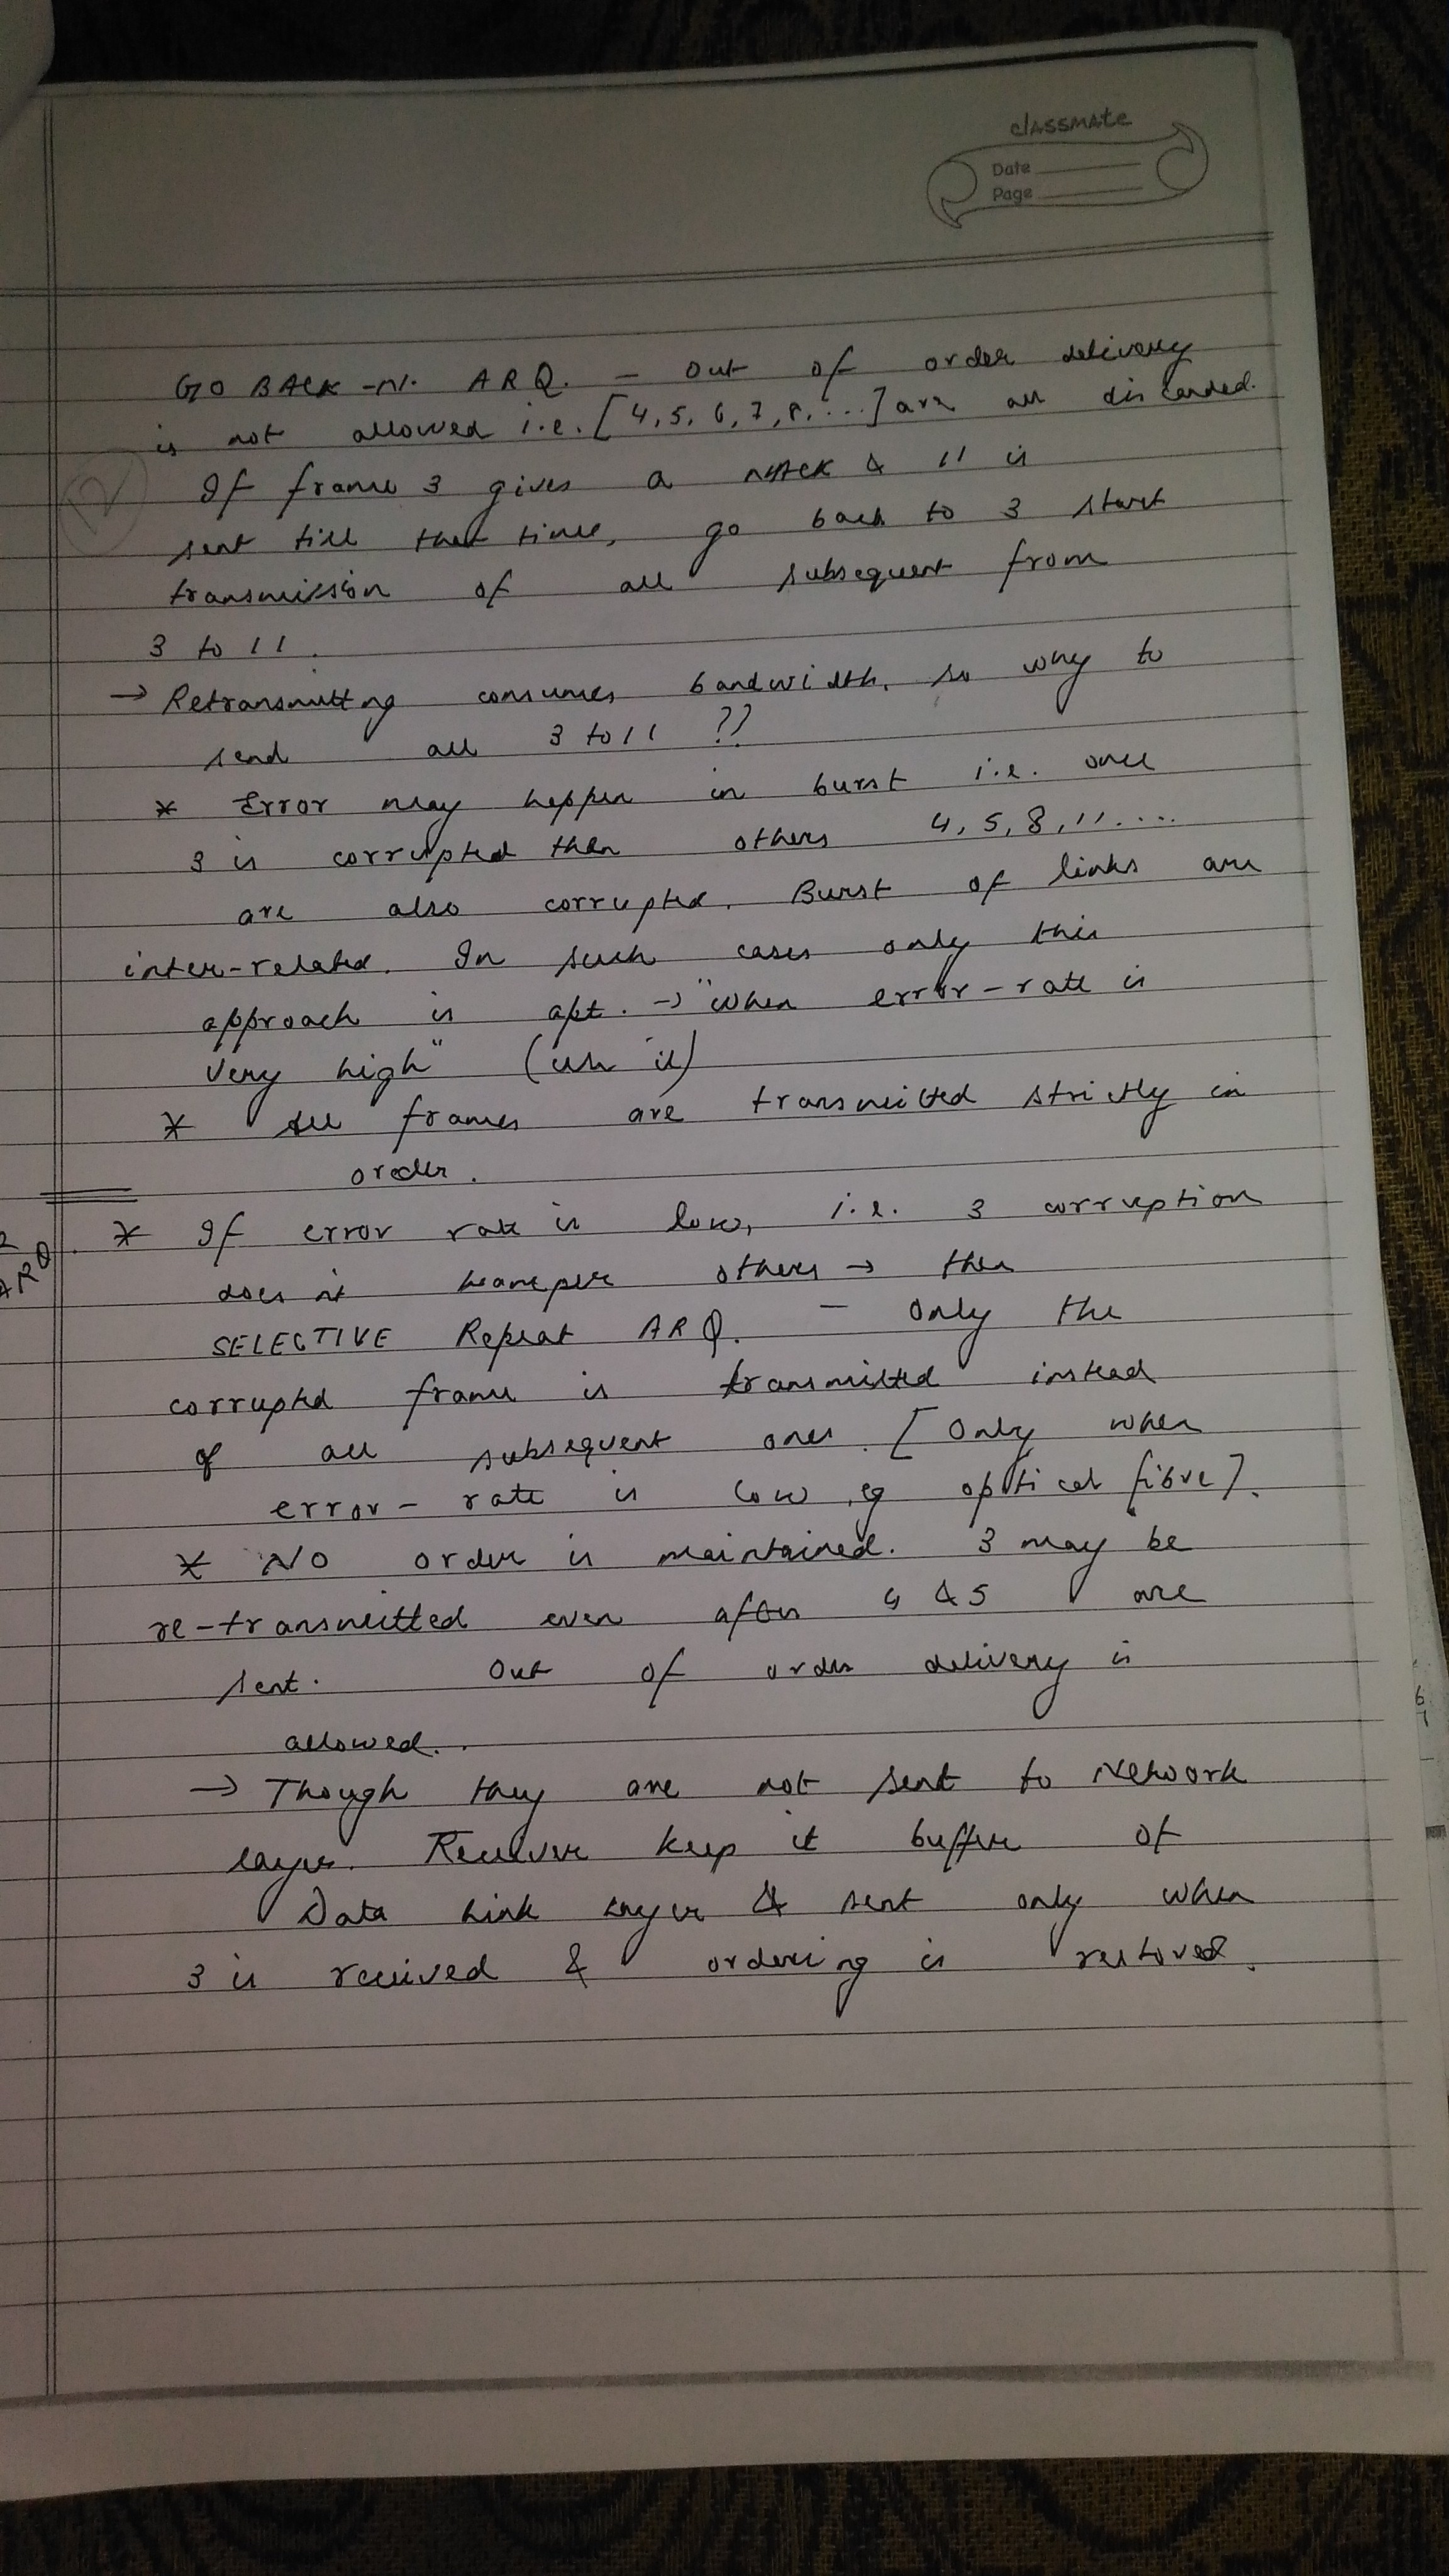 classmate
Date
Page
GO BACK-N. ARQ. - Out of order delivery
is not allowed i.e. [4, 5, 6, 7, 8, ...] are all discarded.
12
If frame 3 gives a NACK & 11 is
sent till that time, go back to 3 start
transmission of all subsequent from
3 to 11.
→ Retransmitting consumes bandwidth, so why to
send all 3 to 11 ??
* Error may happen in burst i.e. once
3 is corrupted then others 4, 5, 8, 11....
are also corrupted. Burst of links are
inter-related. In such cases only this
approach is apt. → "When error-rate is
very high" (use it)
* All frames are transmitted strictly in
order.
* If error rate is low, i.e. 3 corruption
ARQ.
does n't hamper others → then
SELECTIVE Repeat ARQ. - Only the
corrupted frame is transmitted instead
of all subsequent ones. [Only when
error-rate is low, eg optical fibre].
* NO order is maintained. 3 may be
re-transmitted even after 4 & 5 are
sent. Out of order delivery is
allowed..
→ Though they are not sent to Network
layer. Receiver keep it buffer of
Data Link Layer & sent only when
3 is received & ordering is restored.